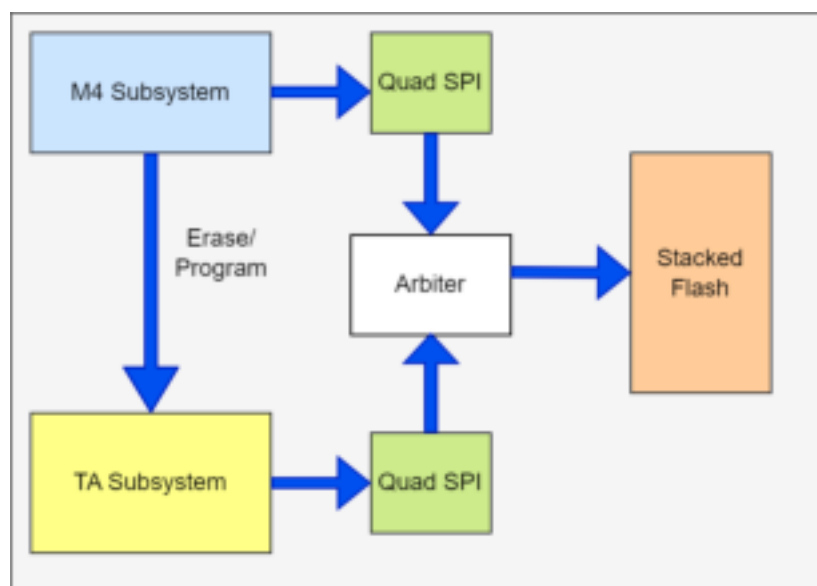 M4 Subsystem
Quad SPI
Erase/
Program
Arbiter
Stacked
Flash
TA Subsystem
Quad SPI